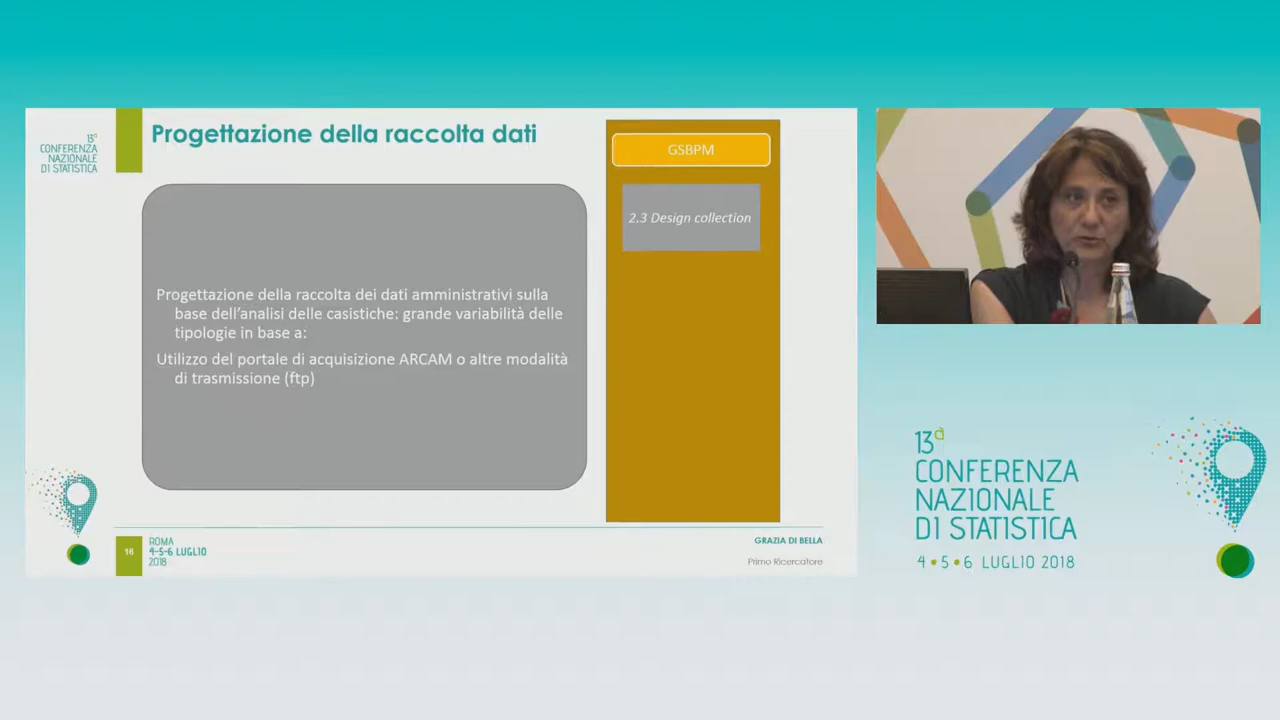 13ª
CONFERENZA
NAZIONALE
DI STATISTICA
Progettazione della raccolta dati
GSBPM
2.3 Design collection
Progettazione della raccolta dei dati amministrativi sulla
base dell'analisi delle casistiche: grande variabilità delle
tipologie in base a:
Utilizzo del portale di acquisizione ARCAM o altre modalità
di trasmissione (ftp)
16
ROMA
4-5-6 LUGLIO
2018
GRAZIA DI BELLA
Primo Ricercatore
13ª
CONFERENZA
NAZIONALE
DI STATISTICA
4 • 5 • 6 LUGLIO 2018